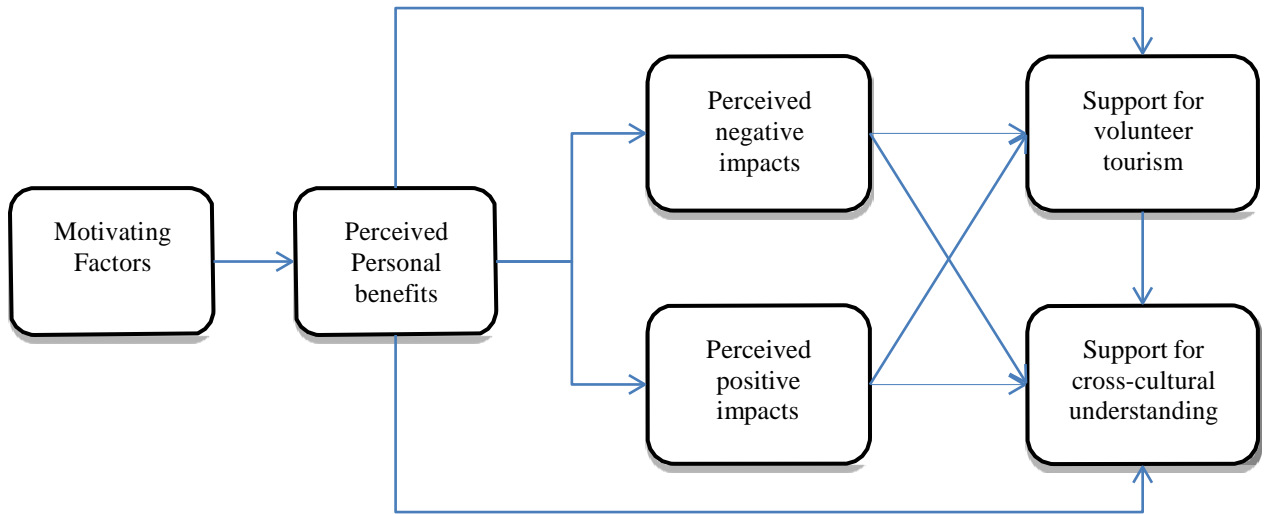 Motivating
Factors
Perceived
Personal
benefits
Perceived
negative
impacts
Perceived
positive
impacts
Support for
volunteer
tourism
Support for
cross-cultural
understanding